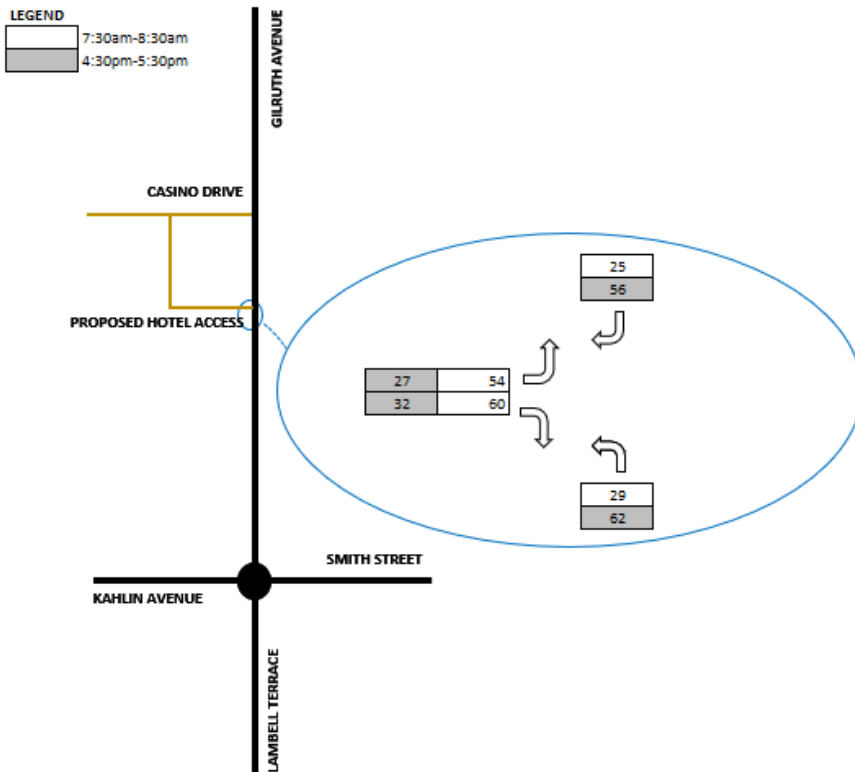 LEGEND
7:30am-8:30am
4:30pm-5:30pm
GILRUTH AVENUE
CASINO DRIVE
PROPOSED HOTEL ACCESS
25
56
27 54
32 60
29
62
SMITH STREET
KAHLIN AVENUE
LAMBELL TERRACE